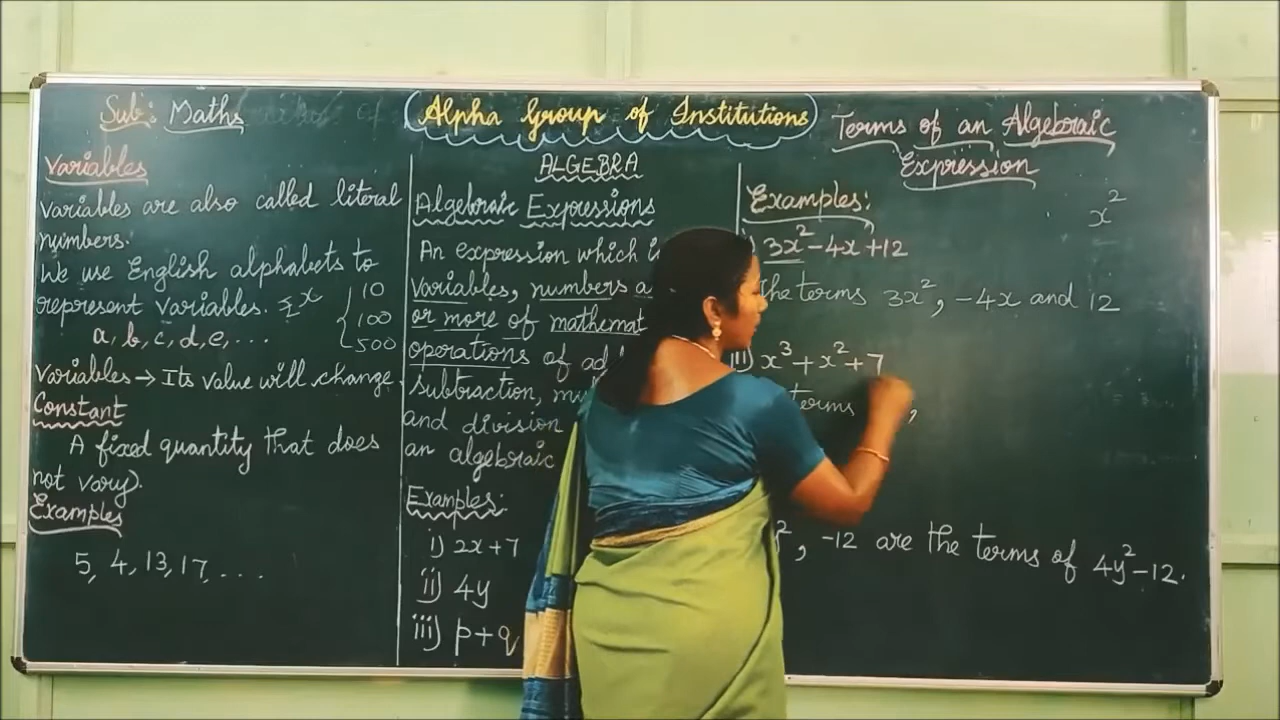 Sub: Maths
Alpha Group of Institutions
Variables
Variables are also called literal
numbers.
We use English alphabets to
represent variables. x
10
100
500
a, b, c, d, e, ...
Variables → Its value will change.
Constant
A fixed quantity that does
not vary.
Examples
5, 4, 13, 17, ...
ALGEBRA
Algebraic Expressions
An expression which
variables, numbers
or more of
operations of
subtraction,
and division
an algebraic
Examples:
i) 2x+7
ii) 4y
iii) p+q
Terms of an Algebraic
Expression
Examples:
x²
3x²-4x+12
the terms 3x², -4x and 12
x³+x²+7
terms ,
, -12 are the terms of 4y²-12.